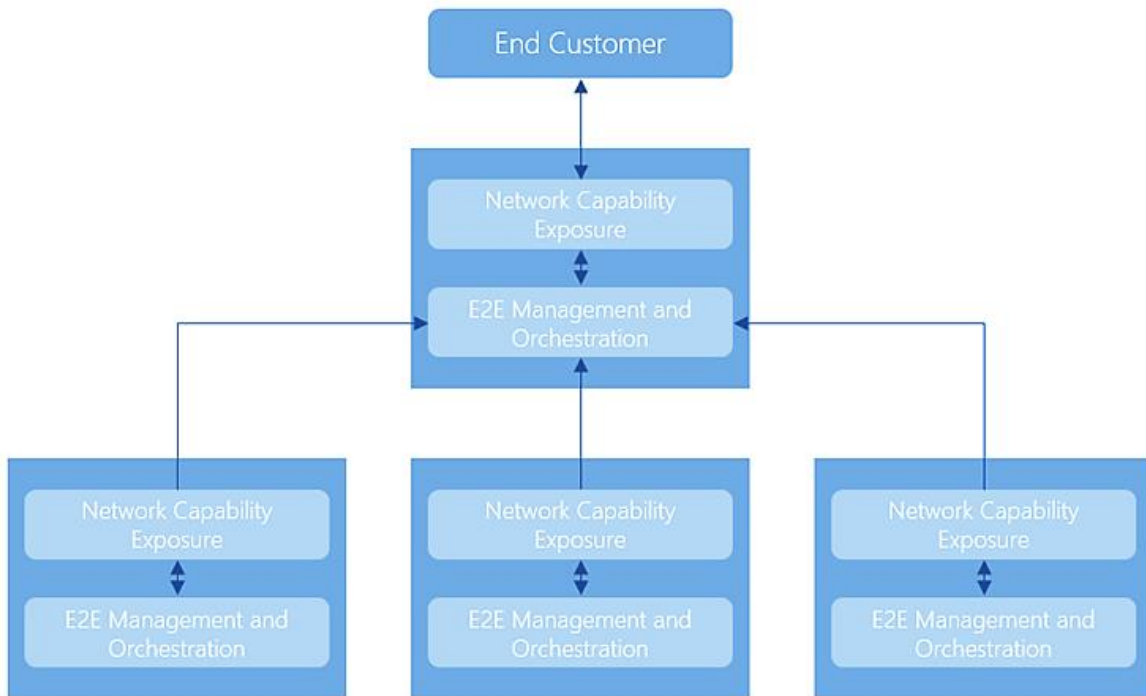 End Customer
Network Capability
Exposure
E2E Management and
Orchestration
Network Capability
Exposure
E2E Management and
Orchestration
Network Capability
Exposure
E2E Management and
Orchestration
Network Capability
Exposure
E2E Management and
Orchestration